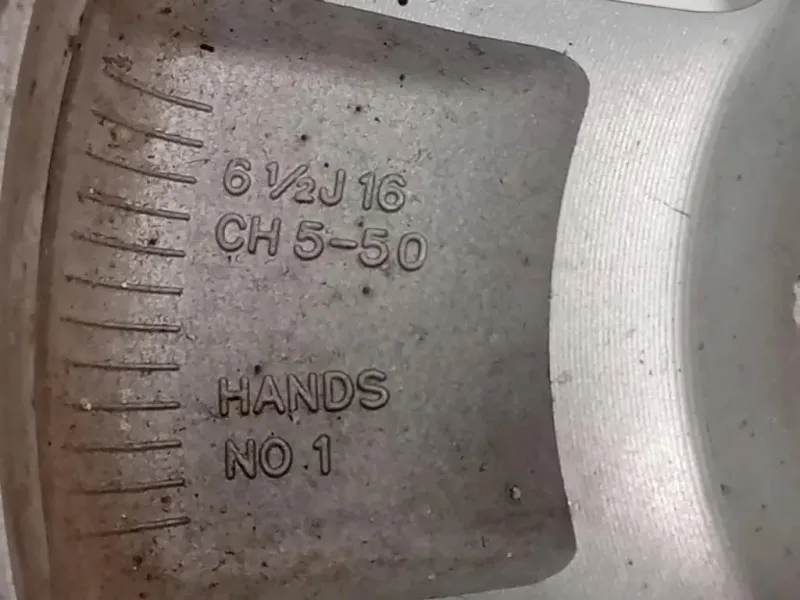 6 ½J 16
CH 5-50
HANDS
NO 1